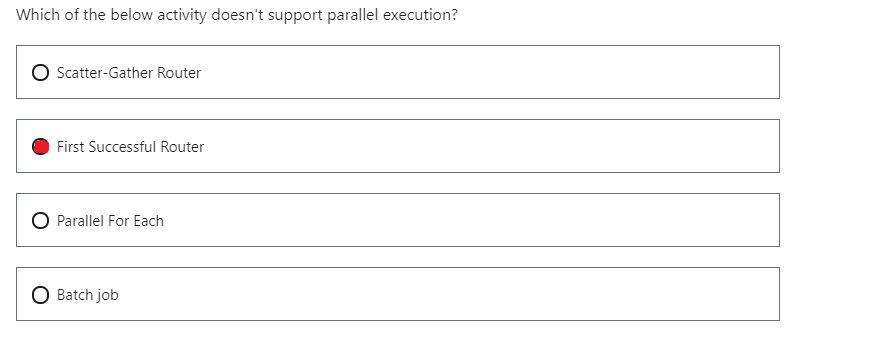 Which of the below activity doesn't support parallel execution?
Scatter-Gather Router
First Successful Router
Parallel For Each
Batch job